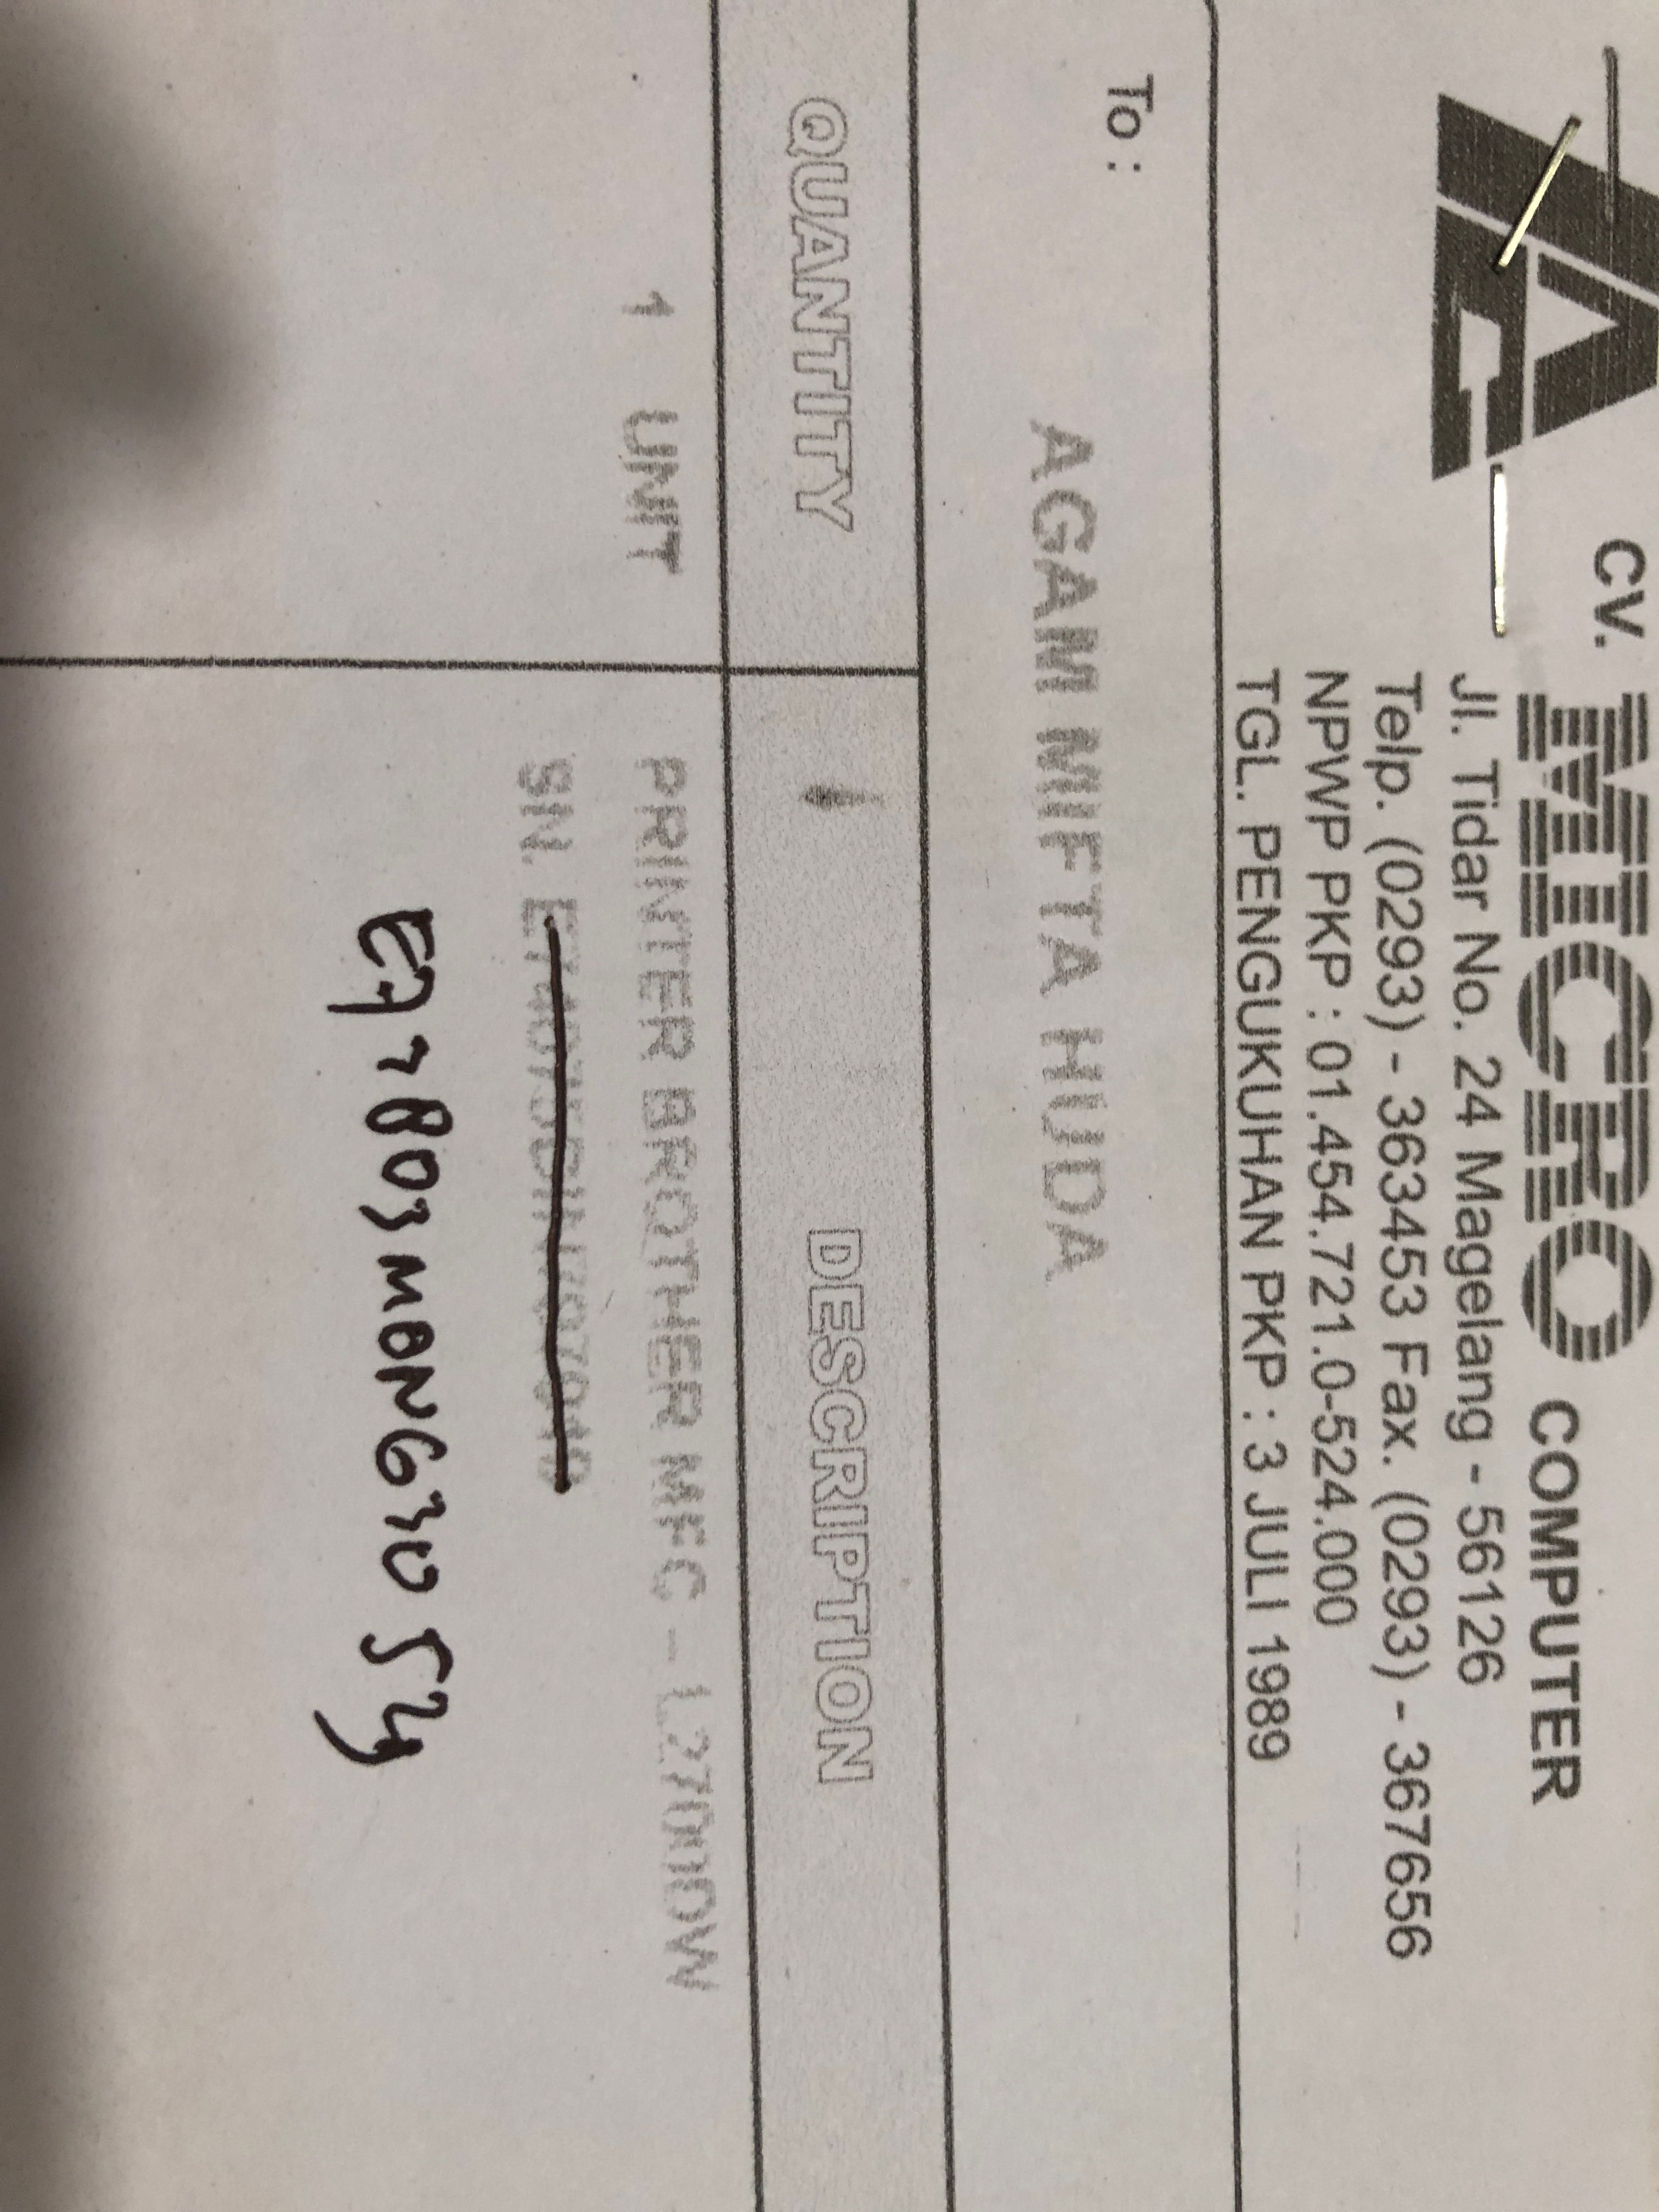 CV. MICRO COMPUTER
Jl. Tidar No. 24 Magelang - 56126
Telp. (0293) - 363453 Fax. (0293) - 367656
NPWP PKP : 01.454.721.0-524.000
TGL. PENGUKUHAN PKP : 3 JULI 1989
To :
AGAM MIFTA HUDA
QUANTITY DESCRIPTION
1 UNIT PRINTER BROTHER MFC - L2700DW
SN.